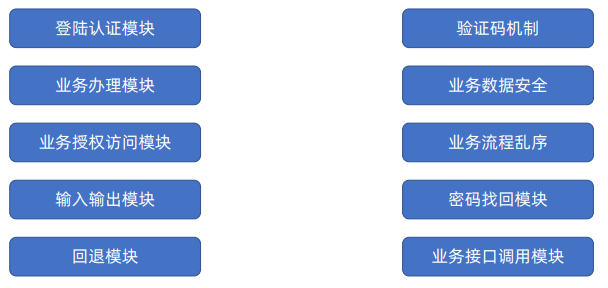 登陆认证模块
验证码机制
业务办理模块
业务数据安全
业务授权访问模块
业务流程乱序
输入输出模块
密码找回模块
回退模块
业务接口调用模块